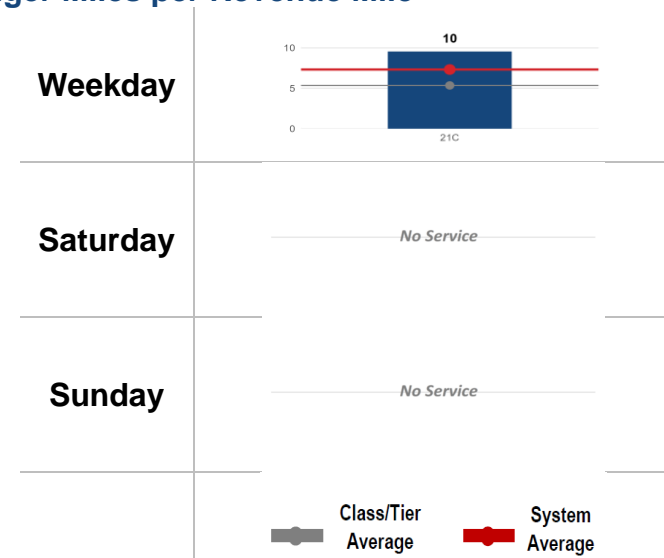 Miles per Revenue Mile
10
Weekday
10
5
0
21C
Saturday
No Service
Sunday
No Service
Class/Tier
Average
System
Average